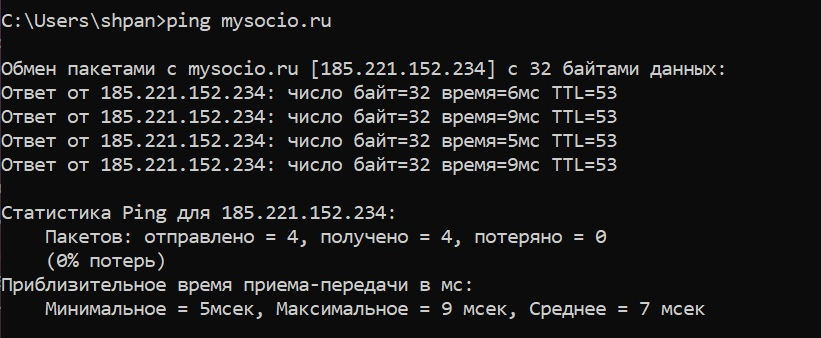 C:\Users\shpan>ping mysocio.ru
Обмен пакетами с mysocio.ru [185.221.152.234] с 32 байтами данных:
Ответ от 185.221.152.234: число байт=32 время=6мс TTL=53
Ответ от 185.221.152.234: число байт=32 время=9мс TTL=53
Ответ от 185.221.152.234: число байт=32 время=5мс TTL=53
Ответ от 185.221.152.234: число байт=32 время=9мс TTL=53
Статистика Ping для 185.221.152.234:
Пакетов: отправлено = 4, получено = 4, потеряно = 0
(0% потерь)
Приблизительное время приема-передачи в мс:
Минимальное = 5мсек, Максимальное = 9 мсек, Среднее = 7 мсек